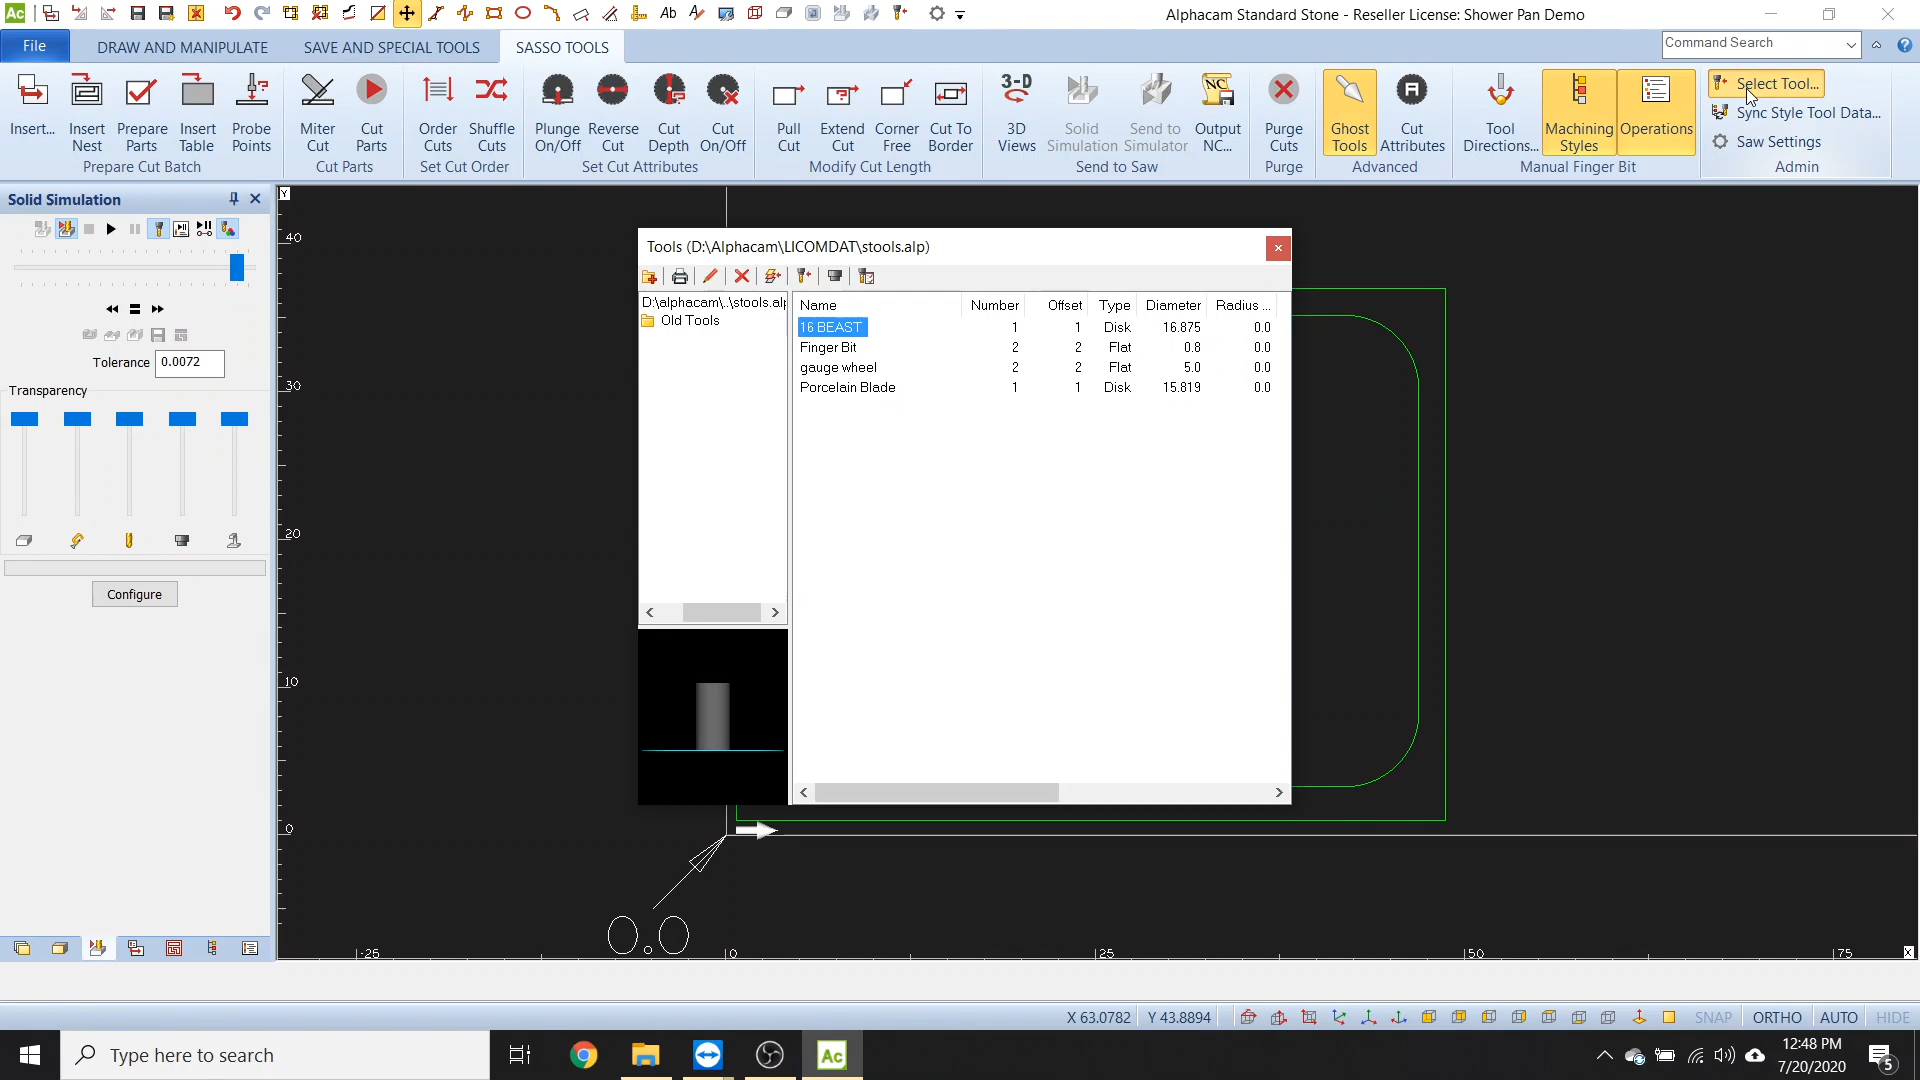 Ac
Ab
Alphacam Standard Stone - Reseller License: Shower Pan Demo
File
DRAW AND MANIPULATE
SAVE AND SPECIAL TOOLS
SASSO TOOLS
Command Search
Insert...
Insert Nest
Prepare Parts
Insert Table
Probe Points
Prepare Cut Batch
Miter Cut
Cut Parts
Cut Parts
Order Cuts
Shuffle Cuts
Set Cut Order
Plunge On/Off
Reverse Cut
Cut Depth
Cut On/Off
Set Cut Attributes
Pull Cut
Extend Cut
Corner Free
Cut To Border
Modify Cut Length
3-D
3D Views
Solid Simulation
Send to Simulator
NC
Output NC...
Send to Saw
Purge Cuts
Purge
Ghost Tools
Cut Attributes
Advanced
Tool Directions...
Machining Styles
Operations
Manual Finger Bit
Select Tool...
Sync Style Tool Data...
Saw Settings
Admin
Solid Simulation
Tolerance 0.0072
Transparency
Configure
Y
40
30
20
10
0
Tools (D:\Alphacam\LICOMDAT\stools.alp)
D:\alphacam\..\stools.alp
Old Tools
Name Number Offset Type Diameter Radius ...
16 BEAST 1 1 Disk 16.875 0.0
Finger Bit 2 2 Flat 0.8 0.0
gauge wheel 2 2 Flat 5.0 0.0
Porcelain Blade 1 1 Disk 15.819 0.0
0.0
-25 0 25 50 75
X
X 63.0782 Y 43.8894
SNAP ORTHO AUTO HIDE
Type here to search
Ac
12:48 PM
7/20/2020
5